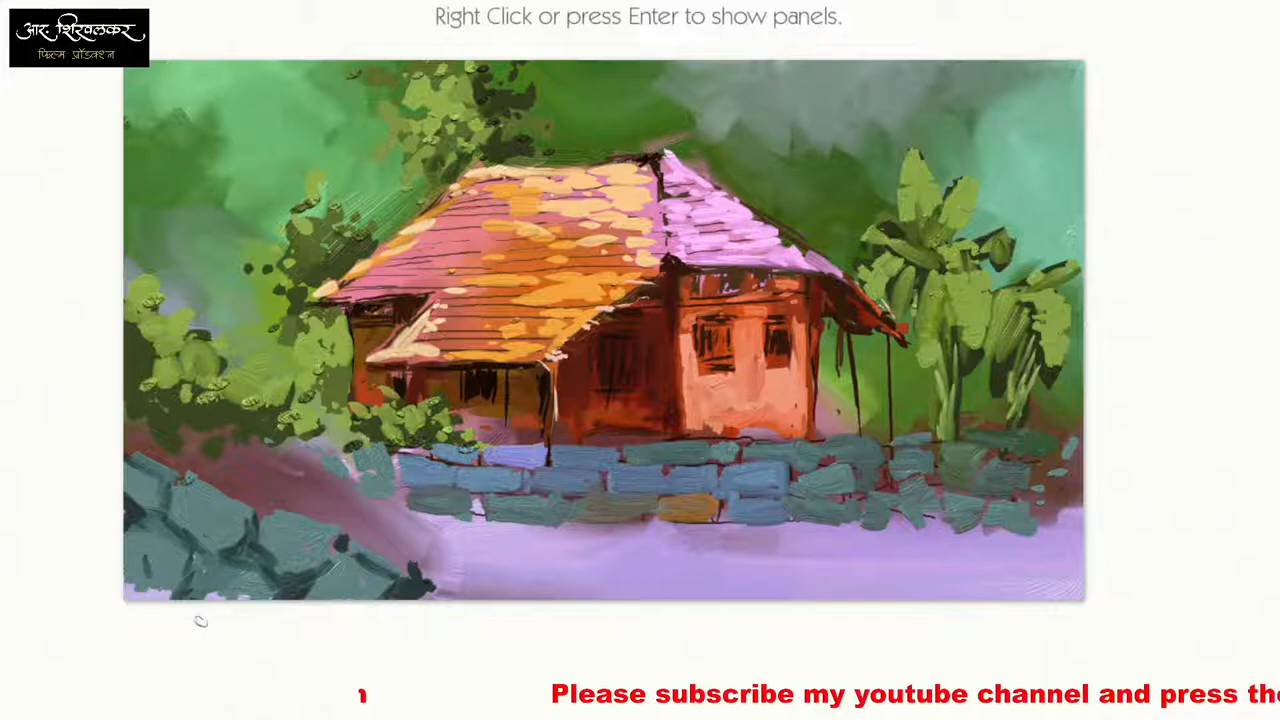 Right Click or press Enter to show panels.
आर. शिरवलकर
फिल्म प्रॉडक्शन
Please subscribe my youtube channel and press the